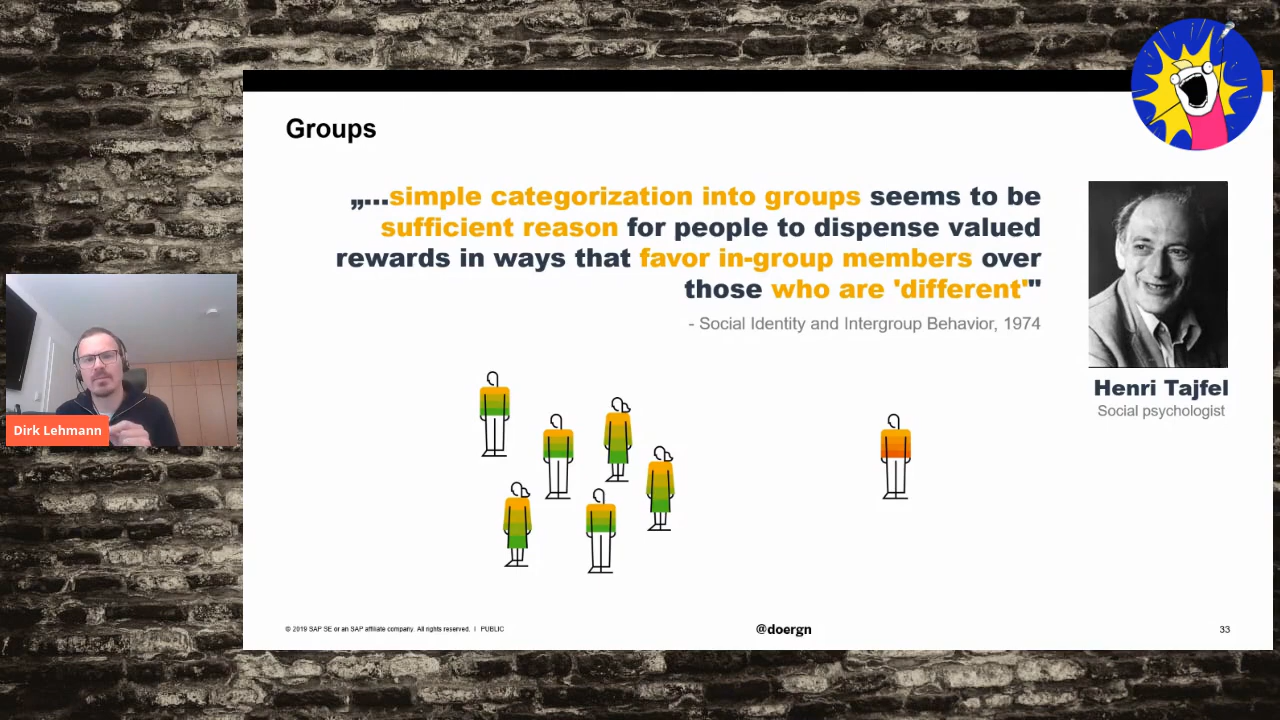 Groups
„...simple categorization into groups seems to be
sufficient reason for people to dispense valued
rewards in ways that favor in-group members over
those who are 'different'"
- Social Identity and Intergroup Behavior, 1974
Henri Tajfel
Social psychologist
Dirk Lehmann
© 2019 SAP SE or an SAP affiliate company. All rights reserved. I PUBLIC
@doergn
33